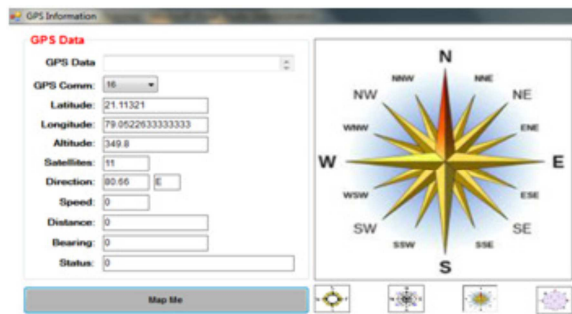 GPS Information
GPS Data
GPS Data
GPS Comm: 16
Latitude: 21.11321
Longitude: 79.0522633333333
Altitude: 349.8
Satellites: 11
Direction: 80.66 E
Speed: 0
Distance: 0
Bearing: 0
Status: 0
Map Me
N
NNW NNE
NW NE
WNW ENE
W E
WSW ESE
SW SE
SSW SSE
S